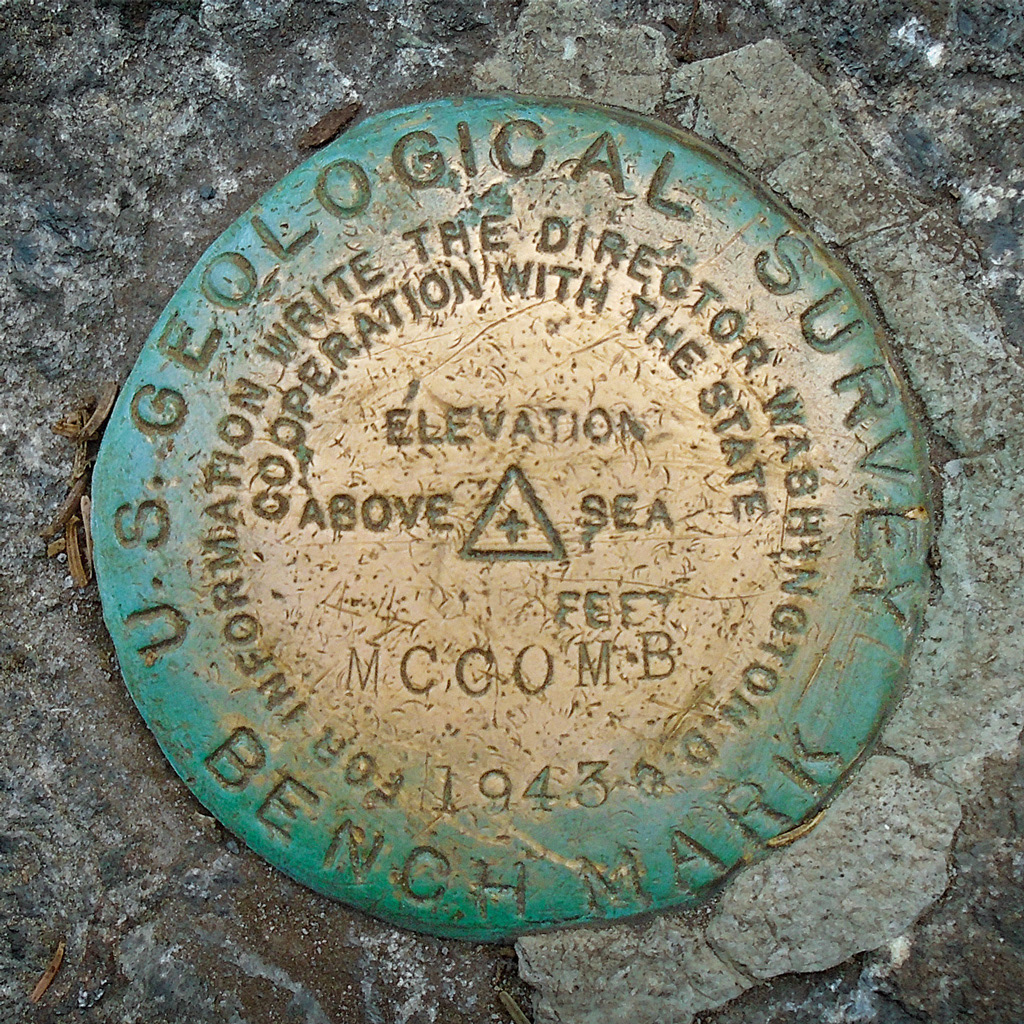 U.S. GEOLOGICAL SURVEY
BENCH MARK
FOR INFORMATION WRITE THE DIRECTOR WASHINGTON, D.C.
COOPERATION WITH THE STATE
ELEVATION
ABOVE SEA
FEET
MCCOMB
1943